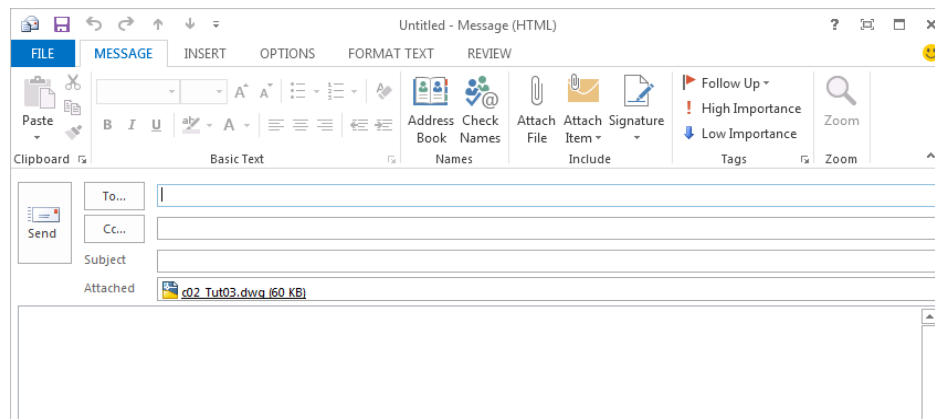 Untitled - Message (HTML)
?
FILE MESSAGE INSERT OPTIONS FORMAT TEXT REVIEW
Paste
B I U ab A
A A
Address Book
Check Names
Attach File
Attach Item
Signature
Follow Up
High Importance
Low Importance
Zoom
Clipboard Basic Text Names Include Tags Zoom
Send
To...
Cc...
Subject
Attached c02_Tut03.dwg (60 KB)